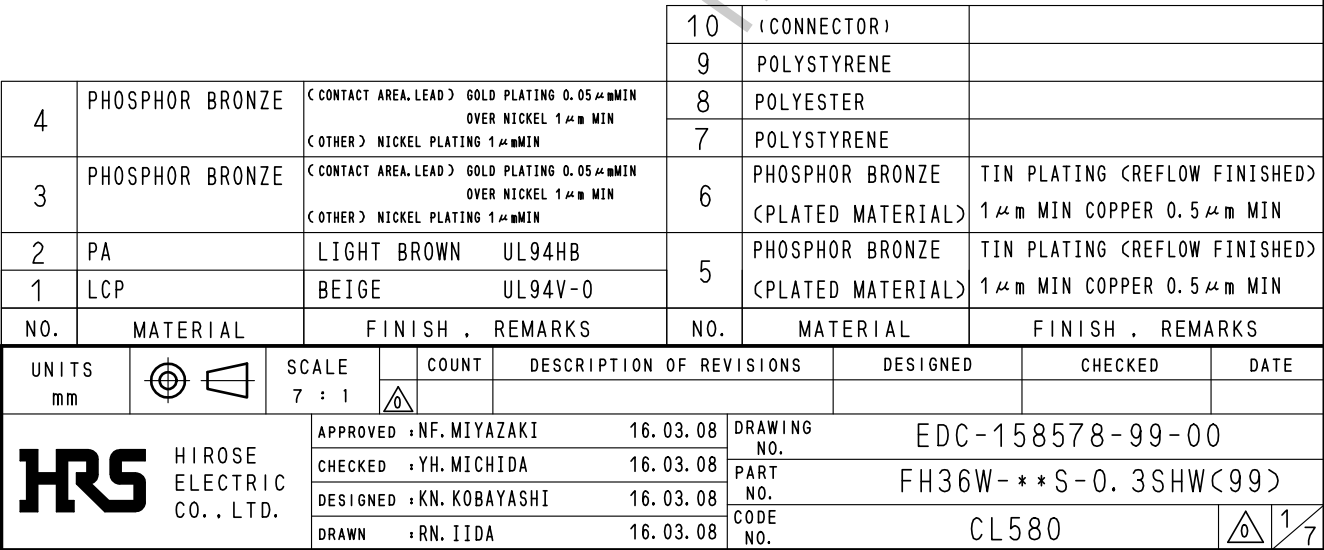 10 (CONNECTOR)
9 POLYSTYRENE
8 POLYESTER
7 POLYSTYRENE
4 PHOSPHOR BRONZE (CONTACT AREA.LEAD) GOLD PLATING 0.05μmMIN
OVER NICKEL 1μm MIN
(OTHER) NICKEL PLATING 1μmMIN
3 PHOSPHOR BRONZE (CONTACT AREA.LEAD) GOLD PLATING 0.05μmMIN
OVER NICKEL 1μm MIN
(OTHER) NICKEL PLATING 1μmMIN
6 PHOSPHOR BRONZE TIN PLATING (REFLOW FINISHED)
(PLATED MATERIAL) 1μm MIN COPPER 0.5μm MIN
2 PA LIGHT BROWN UL94HB
1 LCP BEIGE UL94V-0
5 PHOSPHOR BRONZE TIN PLATING (REFLOW FINISHED)
(PLATED MATERIAL) 1μm MIN COPPER 0.5μm MIN
NO. MATERIAL FINISH . REMARKS NO. MATERIAL FINISH . REMARKS
UNITS
mm
SCALE
7 : 1
COUNT DESCRIPTION OF REVISIONS DESIGNED CHECKED DATE
0
HRS
HIROSE
ELECTRIC
CO.,LTD.
APPROVED :NF.MIYAZAKI 16.03.08
CHECKED :YH.MICHIDA 16.03.08
DESIGNED :KN.KOBAYASHI 16.03.08
DRAWN :RN.IIDA 16.03.08
DRAWING
NO.
EDC-158578-99-00
PART
NO.
FH36W-**S-0.3SHW(99)
CODE
NO.
CL580
0
1/7